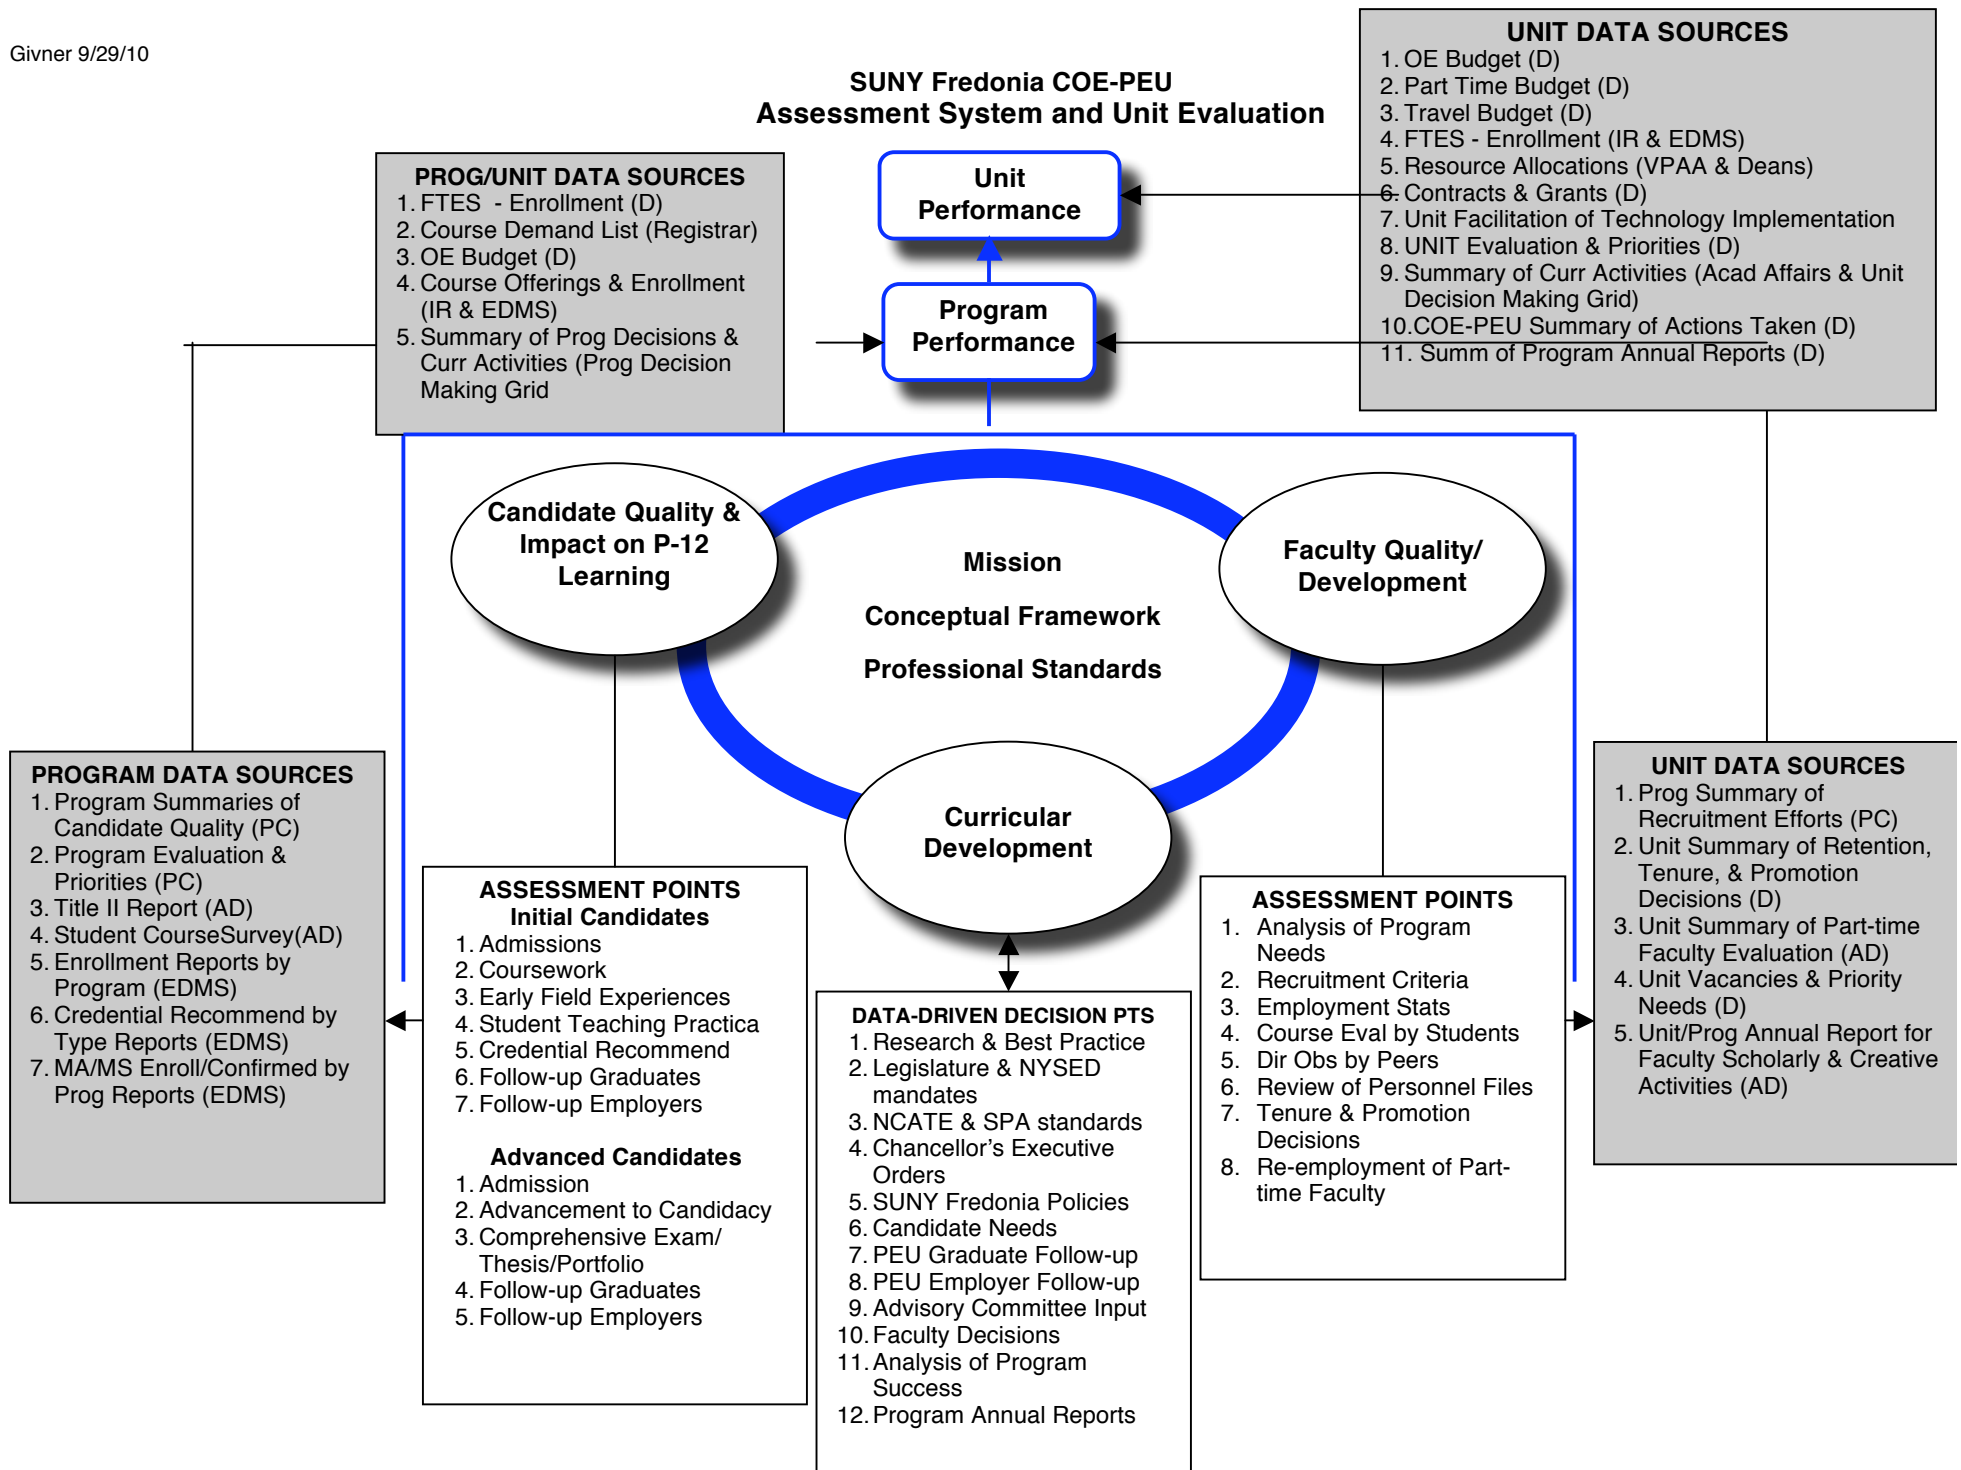 Givner 9/29/10
SUNY Fredonia COE-PEU
Assessment System and Unit Evaluation
UNIT DATA SOURCES
1. OE Budget (D)
2. Part Time Budget (D)
3. Travel Budget (D)
4. FTES - Enrollment (IR & EDMS)
5. Resource Allocations (VPAA & Deans)
6. Contracts & Grants (D)
7. Unit Facilitation of Technology Implementation
8. UNIT Evaluation & Priorities (D)
9. Summary of Curr Activities (Acad Affairs & Unit
Decision Making Grid)
10.COE-PEU Summary of Actions Taken (D)
11. Summ of Program Annual Reports (D)
PROG/UNIT DATA SOURCES
1. FTES - Enrollment (D)
2. Course Demand List (Registrar)
3. OE Budget (D)
4. Course Offerings & Enrollment
(IR & EDMS)
5. Summary of Prog Decisions &
Curr Activities (Prog Decision
Making Grid
Unit
Performance
Program
Performance
Candidate Quality &
Impact on P-12
Learning
Mission
Conceptual Framework
Professional Standards
Faculty Quality/
Development
Curricular
Development
PROGRAM DATA SOURCES
1. Program Summaries of
Candidate Quality (PC)
2. Program Evaluation &
Priorities (PC)
3. Title II Report (AD)
4. Student CourseSurvey(AD)
5. Enrollment Reports by
Program (EDMS)
6. Credential Recommend by
Type Reports (EDMS)
7. MA/MS Enroll/Confirmed by
Prog Reports (EDMS)
ASSESSMENT POINTS
Initial Candidates
1. Admissions
2. Coursework
3. Early Field Experiences
4. Student Teaching Practica
5. Credential Recommend
6. Follow-up Graduates
7. Follow-up Employers
Advanced Candidates
1. Admission
2. Advancement to Candidacy
3. Comprehensive Exam/
Thesis/Portfolio
4. Follow-up Graduates
5. Follow-up Employers
DATA-DRIVEN DECISION PTS
1. Research & Best Practice
2. Legislature & NYSED
mandates
3. NCATE & SPA standards
4. Chancellor's Executive
Orders
5. SUNY Fredonia Policies
6. Candidate Needs
7. PEU Graduate Follow-up
8. PEU Employer Follow-up
9. Advisory Committee Input
10. Faculty Decisions
11. Analysis of Program
Success
12. Program Annual Reports
ASSESSMENT POINTS
1. Analysis of Program
Needs
2. Recruitment Criteria
3. Employment Stats
4. Course Eval by Students
5. Dir Obs by Peers
6. Review of Personnel Files
7. Tenure & Promotion
Decisions
8. Re-employment of Part-
time Faculty
UNIT DATA SOURCES
1. Prog Summary of
Recruitment Efforts (PC)
2. Unit Summary of Retention,
Tenure, & Promotion
Decisions (D)
3. Unit Summary of Part-time
Faculty Evaluation (AD)
4. Unit Vacancies & Priority
Needs (D)
5. Unit/Prog Annual Report for
Faculty Scholarly & Creative
Activities (AD)